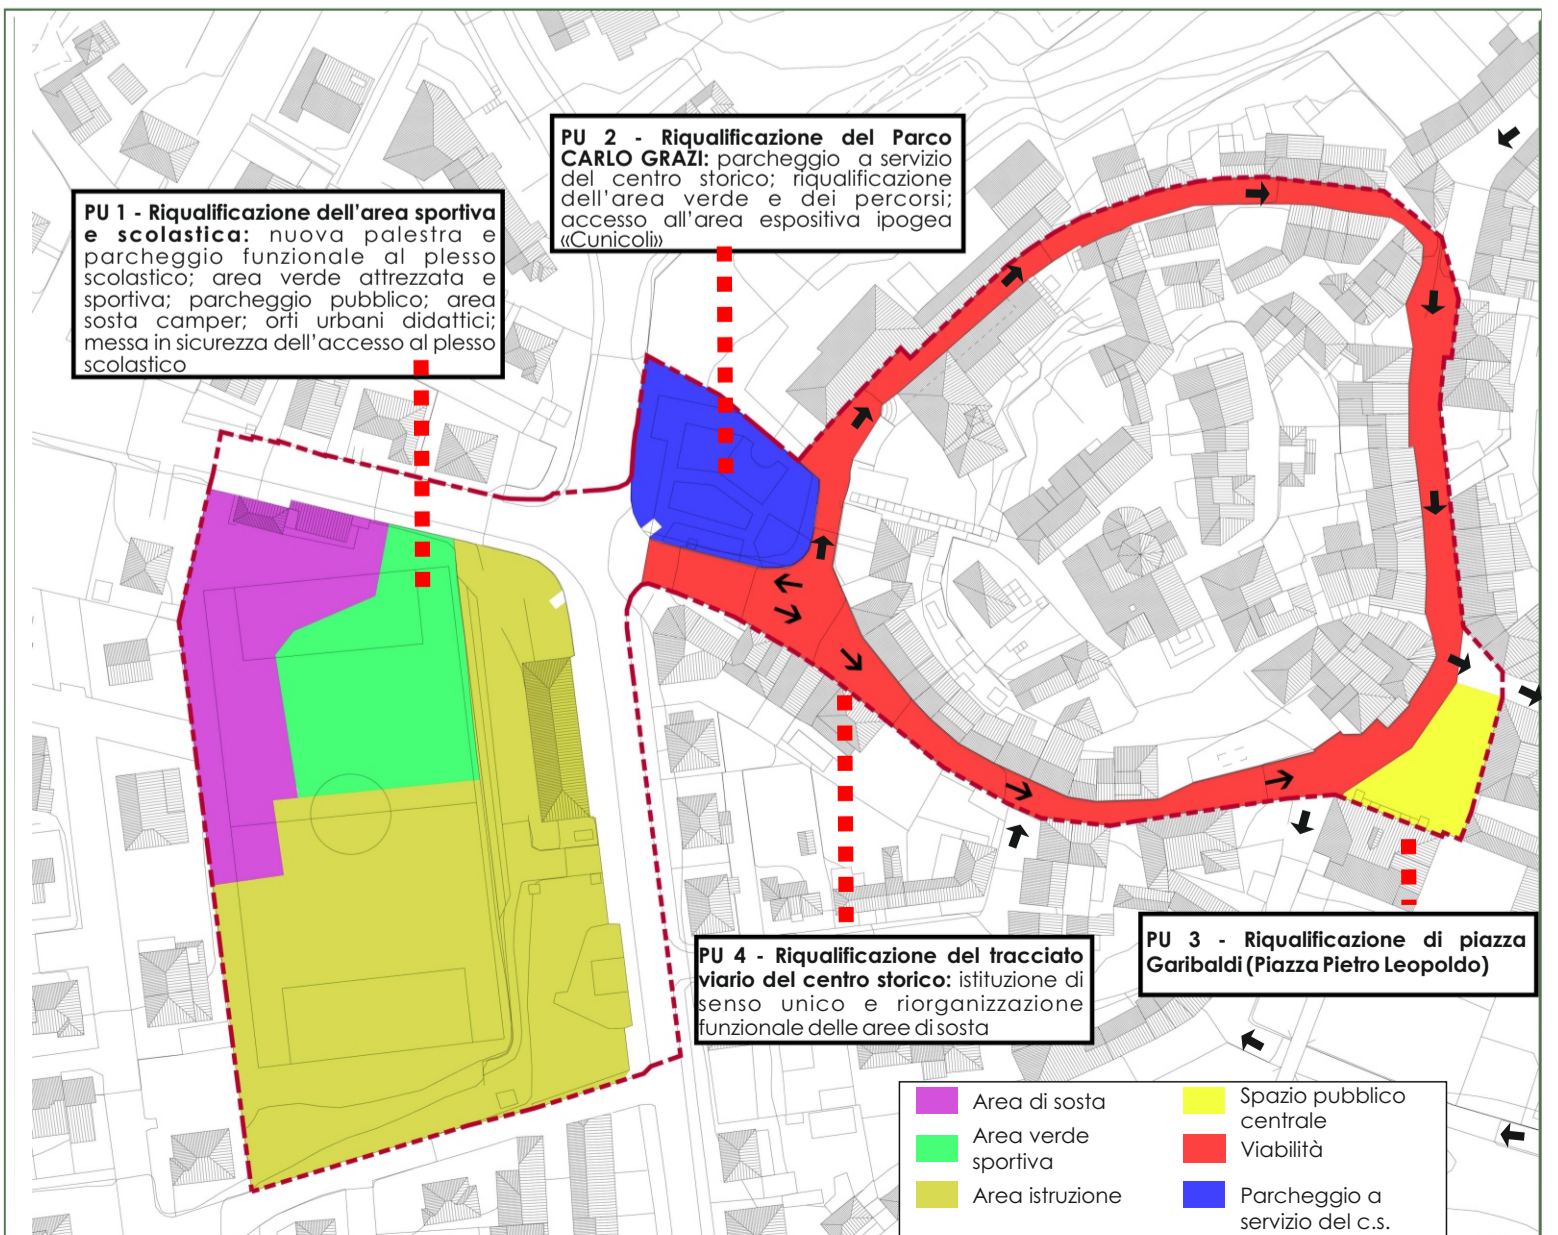 PU 2 - Riqualificazione del Parco
CARLO GRAZI: parcheggio a servizio
del centro storico; riqualificazione
dell'area verde e dei percorsi;
accesso all'area espositiva ipogea
«Cunicoli»
PU 1 - Riqualificazione dell'area sportiva
e scolastica: nuova palestra e
parcheggio funzionale al plesso
scolastico; area verde attrezzata e
sportiva; parcheggio pubblico; area
sosta camper; orti urbani didattici;
messa in sicurezza dell'accesso al plesso
scolastico
PU 4 - Riqualificazione del tracciato
viario del centro storico: istituzione di
senso unico e riorganizzazione
funzionale delle aree di sosta
PU 3 - Riqualificazione di piazza
Garibaldi (Piazza Pietro Leopoldo)
Area di sosta
Area verde
sportiva
Area istruzione
Spazio pubblico
centrale
Viabilità
Parcheggio a
servizio del c.s.